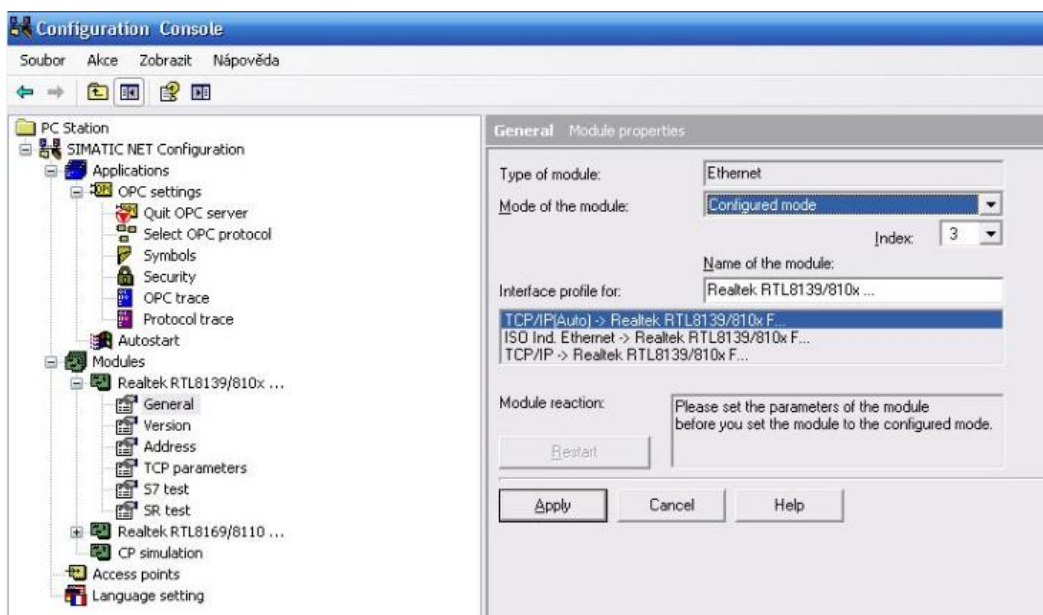 Configuration Console
Soubor Akce Zobrazit Nápověda
PC Station
SIMATIC NET Configuration
Applications
OPC settings
Quit OPC server
Select OPC protocol
Symbols
Security
OPC trace
Protocol trace
Autostart
Modules
Realtek RTL8139/810x ...
General
Version
Address
TCP parameters
S7 test
SR test
Realtek RTL8169/8110 ...
CP simulation
Access points
Language setting
General Module properties
Type of module: Ethernet
Mode of the module: Configured mode
Index: 3
Name of the module:
Interface profile for: Realtek RTL8139/810x ...
TCP/IP(Auto) -> Realtek RTL8139/810x F...
ISO Ind. Ethernet -> Realtek RTL8139/810x F...
TCP/IP -> Realtek RTL8139/810x F...
Module reaction: Please set the parameters of the module
before you set the module to the configured mode.
Restart
Apply Cancel Help